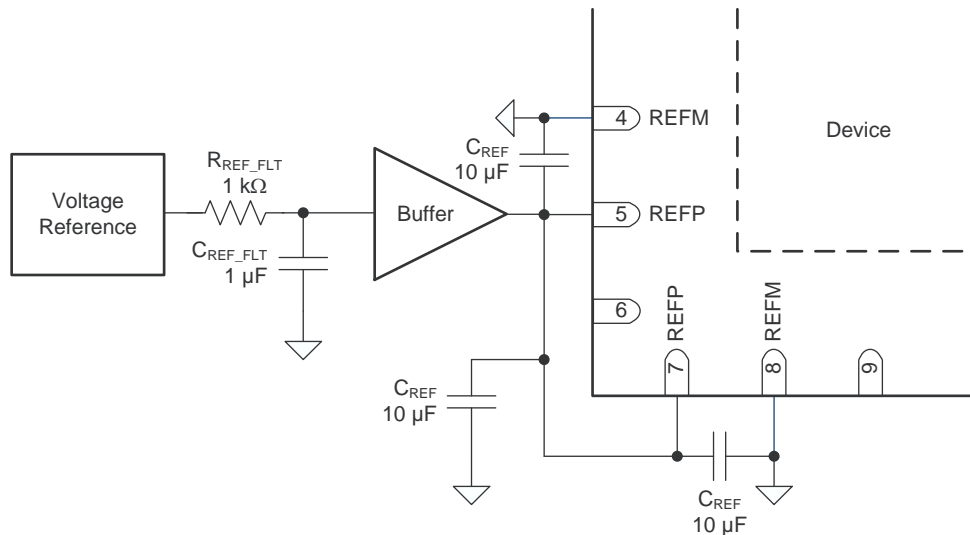 4
REFM
Device
C_REF
10 µF
R_REF_FLT
1 kΩ
Voltage
Reference
Buffer
5
REFP
C_REF_FLT
1 µF
6
REFP
REFM
7
8
9
C_REF
10 µF
C_REF
10 µF